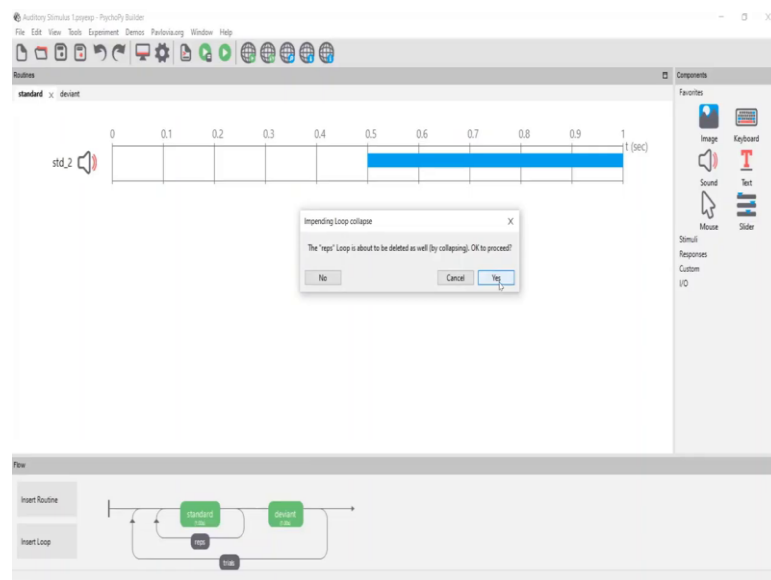 Auditory Stimulus 1.psyexp - PsychoPy Builder
File Edit View Tools Experiment Demos Pavlovia.org Window Help
Routines
Components
standard x deviant
Favorites
0 0.1 0.2 0.3 0.4 0.5 0.6 0.7 0.8 0.9 1
t (sec)
std_2
Image Keyboard
Sound Text
Mouse Slider
Stimuli
Responses
Custom
I/O
Impending Loop collapse X
The "reps" Loop is about to be deleted as well (by collapsing). OK to proceed?
No Cancel Yes
Flow
Insert Routine
Insert Loop
standard
deviant
reps
trials